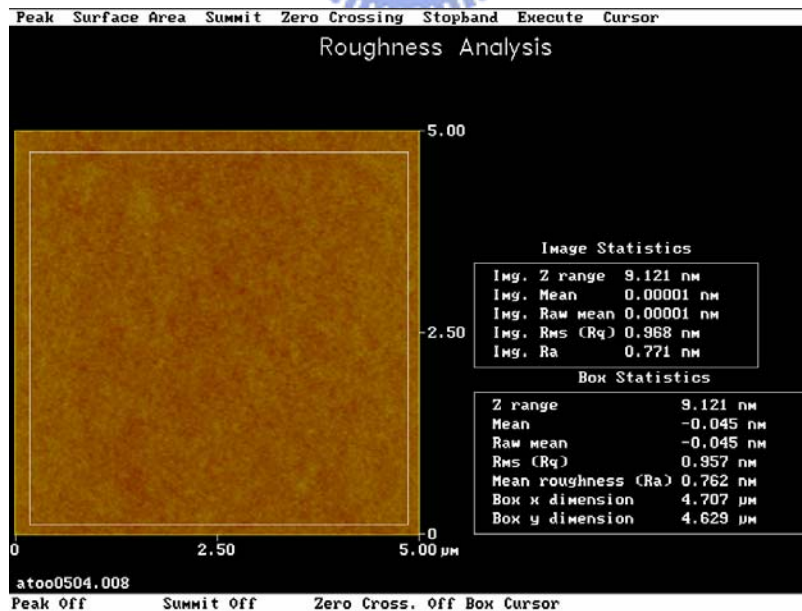 Peak Surface Area Summit Zero Crossing Stopband Execute Cursor
Roughness Analysis
5.00
2.50
0
0 2.50 5.00 µm
Image Statistics
Img. Z range 9.121 nm
Img. Mean 0.00001 nm
Img. Raw mean 0.00001 nm
Img. Rms (Rq) 0.968 nm
Img. Ra 0.771 nm
Box Statistics
Z range 9.121 nm
Mean -0.045 nm
Raw mean -0.045 nm
Rms (Rq) 0.957 nm
Mean roughness (Ra) 0.762 nm
Box x dimension 4.707 µm
Box y dimension 4.629 µm
atoo0504.008
Peak Off Summit Off Zero Cross. Off Box Cursor